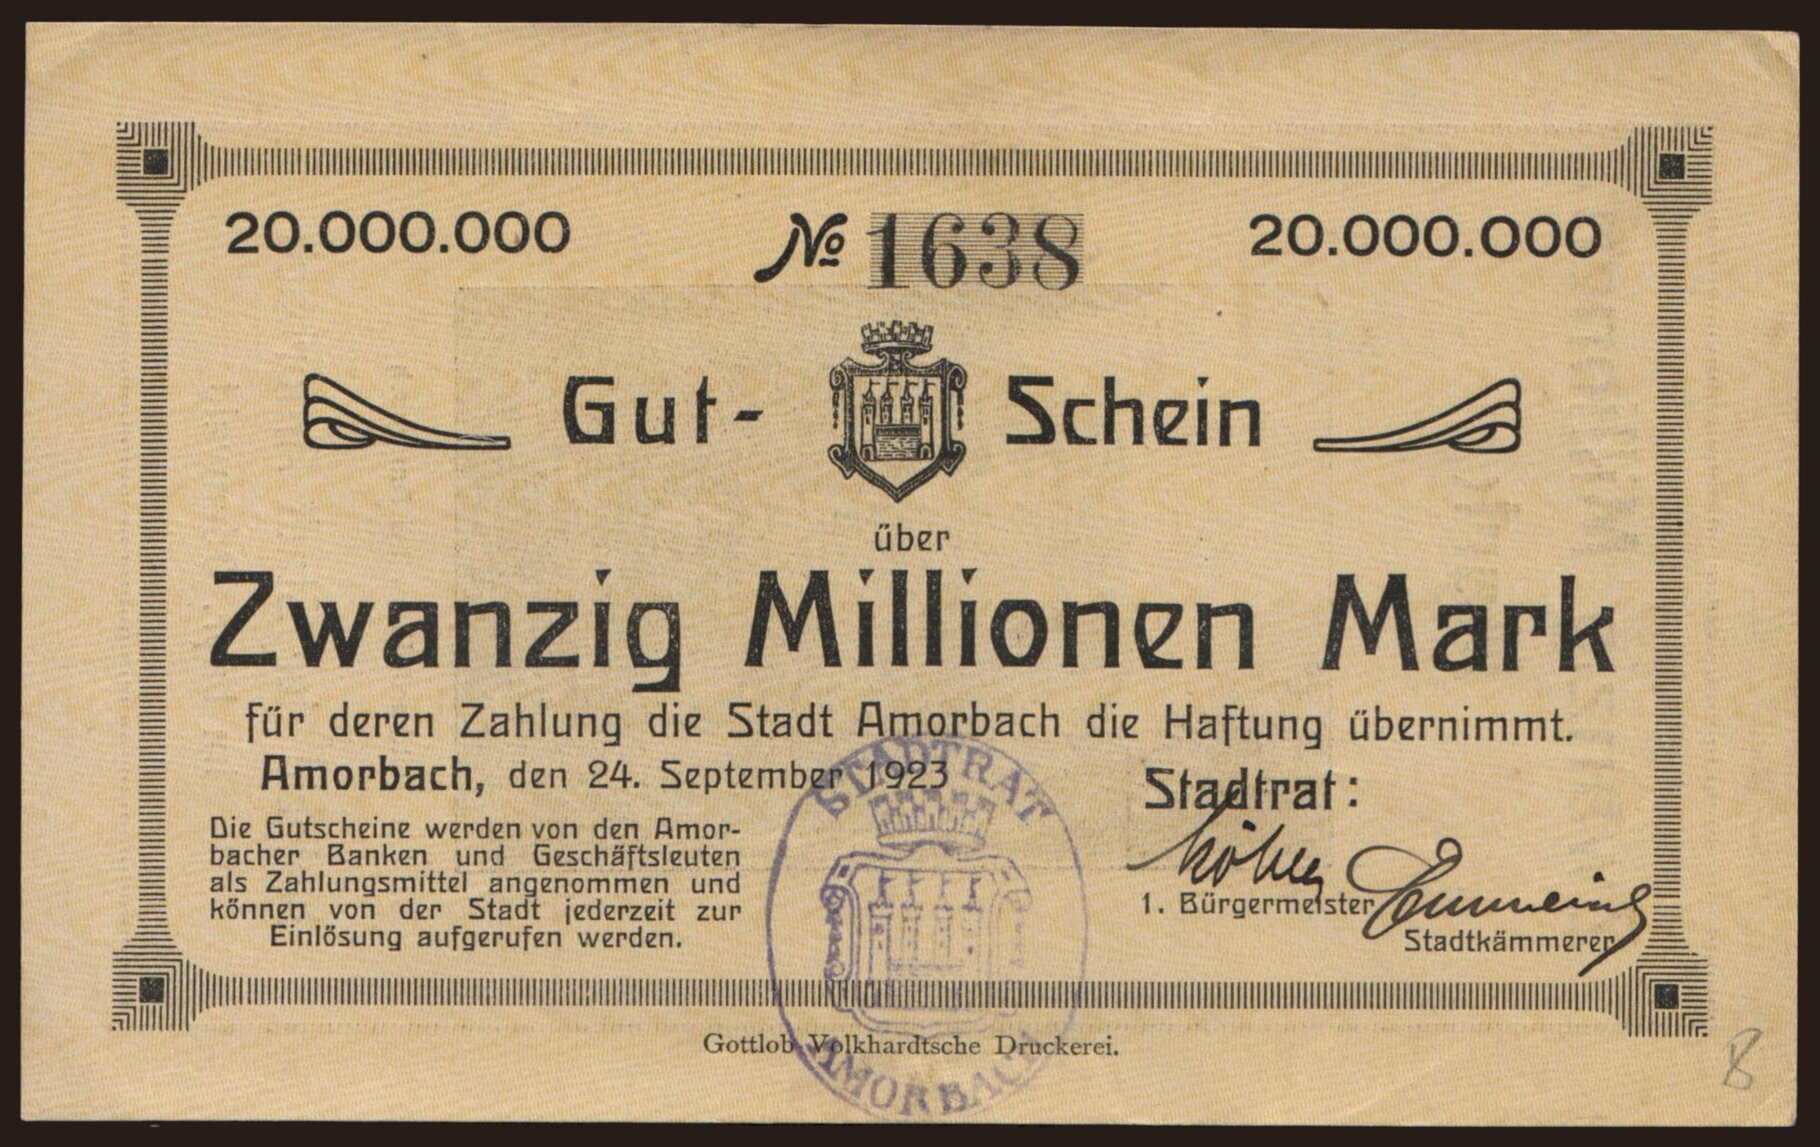 20.000.000 No 1638 20.000.000
Gut- Schein
über
Zwanzig Millionen Mark
für deren Zahlung die Stadt Amorbach die Haftung übernimmt.
Amorbach, den 24. September 1923
Die Gutscheine werden von den Amor-
bacher Banken und Geschäftsleuten
als Zahlungsmittel angenommen und
können von der Stadt jederzeit zur
Einlösung aufgerufen werden.
STADTRAT
AMORBACH
Stadtrat:
1. Bürgermeister
Stadtkämmerer
Gottlob Volkhardtsche Druckerei.
8